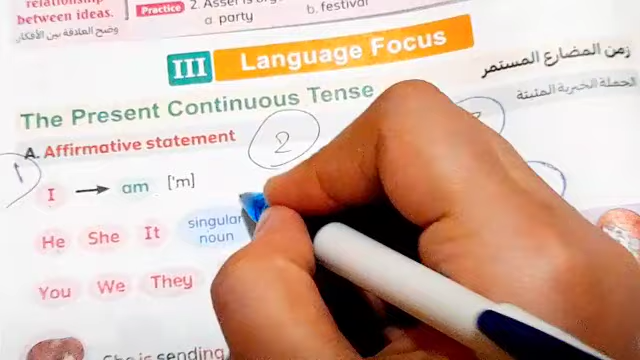 relationship
between ideas.
وضح العلاقة بين الأفكار
Practice 2.
a party b. festival
III Language Focus
زمن المضارع المستمر
الجملة الخبرية المثبتة
The Present Continuous Tense
A. Affirmative statement
1
2
I → am ['m]
He She It singular noun
You We They
She is sending